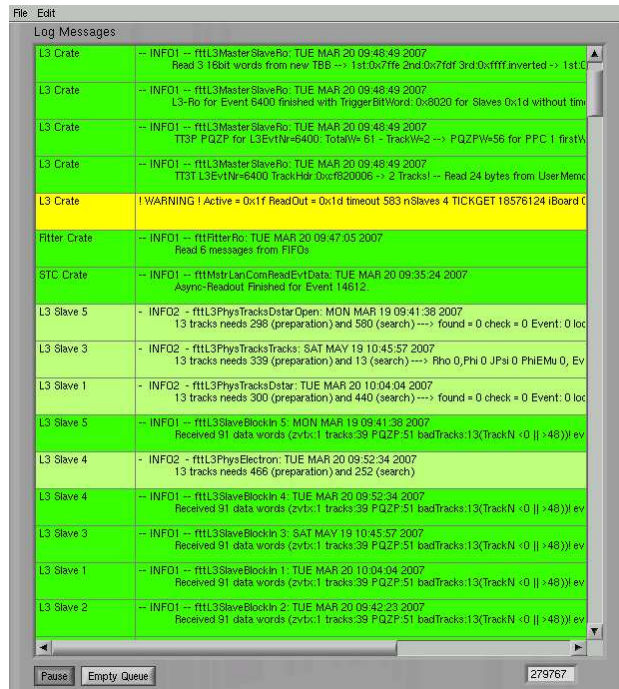 File Edit
Log Messages
L3 Crate -- INFO1 -- fttL3MasterSlaveRo: TUE MAR 20 09:48:49 2007
Read 3 16bit words from new TBB --> 1st:0x7ffe 2nd:0x7fdf 3rd:0xffff.inverted -> 1st:0
L3 Crate -- INFO1 -- fttL3MasterSlaveRo: TUE MAR 20 09:48:49 2007
L3-Ro for Event 6400 finished with TriggerBitWord: 0x8020 for Slaves 0x1d without tim
L3 Crate -- INFO1 -- fttL3MasterSlaveRo: TUE MAR 20 09:48:49 2007
TT3P PQZP for L3EvtNr=6400: TotalW= 61 - TrackW=2 --> PQZPW=56 for PPC 1 first
L3 Crate -- INFO1 -- fttL3MasterSlaveRo: TUE MAR 20 09:48:49 2007
TT3T L3EvtNr=6400 TrackHdr:0xcf820006 -> 2 Tracks! -- Read 24 bytes from UserMem
L3 Crate ! WARNING ! Active = 0x1f ReadOut = 0x1d timeout 583 nSlaves 4 TICKGET 18576124 iBoard
Fitter Crate -- INFO1 -- fttFitterRo: TUE MAR 20 09:47:05 2007
Read 6 messages from FIFOs
STC Crate -- INFO1 -- fttMstrLanComReadEvtData: TUE MAR 20 09:35:24 2007
Async-Readout Finished for Event 14612.
L3 Slave 5 - INFO2 - fttL3PhysTracksDstarOpen: MON MAR 19 09:41:38 2007
13 tracks needs 298 (preparation) and 580 (search) ---> found = 0 check = 0 Event: 0 loc
L3 Slave 3 - INFO2 - fttL3PhysTracksTracks: SAT MAY 19 10:45:57 2007
13 tracks needs 339 (preparation) and 13 (search) ---> Rho 0,Phi 0 JPsi 0 PhiEMu 0, Ev
L3 Slave 1 - INFO2 - fttL3PhysTracksDstar: TUE MAR 20 10:04:04 2007
13 tracks needs 300 (preparation) and 440 (search) ---> found = 0 check = 0 Event: 0 loc
L3 Slave 5 -- INFO1 -- fttL3SlaveBlockIn 5: MON MAR 19 09:41:38 2007
Received 91 data words (zvtx:1 tracks:39 PQZP:51 badTracks:13(TrackN <0 || >48))! ev
L3 Slave 4 - INFO2 - fttL3PhysElectron: TUE MAR 20 09:52:34 2007
13 tracks needs 466 (preparation) and 252 (search)
L3 Slave 4 -- INFO1 -- fttL3SlaveBlockIn 4: TUE MAR 20 09:52:34 2007
Received 91 data words (zvtx:1 tracks:39 PQZP:51 badTracks:13(TrackN <0 || >48))! ev
L3 Slave 3 -- INFO1 -- fttL3SlaveBlockIn 3: SAT MAY 19 10:45:57 2007
Received 91 data words (zvtx:1 tracks:39 PQZP:51 badTracks:13(TrackN <0 || >48))! ev
L3 Slave 1 -- INFO1 -- fttL3SlaveBlockIn 1: TUE MAR 20 10:04:04 2007
Received 91 data words (zvtx:1 tracks:39 PQZP:51 badTracks:13(TrackN <0 || >48))! ev
L3 Slave 2 -- INFO1 -- fttL3SlaveBlockIn 2: TUE MAR 20 09:42:23 2007
Received 91 data words (zvtx:1 tracks:39 PQZP:51 badTracks:13(TrackN <0 || >48))! ev
Pause Empty Queue 279767